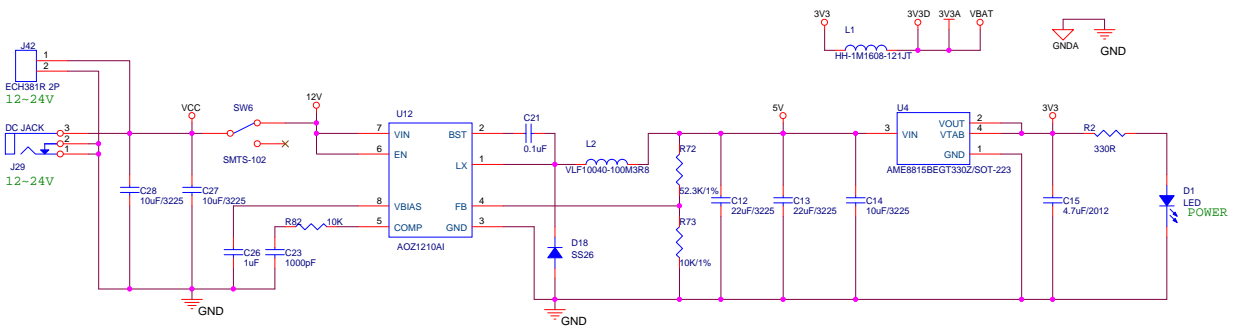 3V3
3V3D
3V3A
VBAT
L1
HH-1M1608-121JT
GNDA
GND
J42
1
2
ECH381R 2P
12~24V
DC JACK
3
2
1
J29
12~24V
VCC
SW6
SMTS-102
12V
C28
10uF/3225
C27
10uF/3225
U12
7
VIN
6
EN
8
VBIAS
5
COMP
BST
2
LX
1
FB
4
GND
3
AOZ1210AI
R82
10K
C26
1uF
C23
1000pF
GND
C21
0.1uF
L2
VLF10040-100M3R8
D18
SS26
GND
R72
52.3K/1%
R73
10K/1%
C12
22uF/3225
5V
C13
22uF/3225
C14
10uF/3225
U4
3
VIN
VOUT
2
VTAB
4
GND
1
AME8815BEGT330Z/SOT-223
3V3
R2
330R
C15
4.7uF/2012
D1
LED
POWER